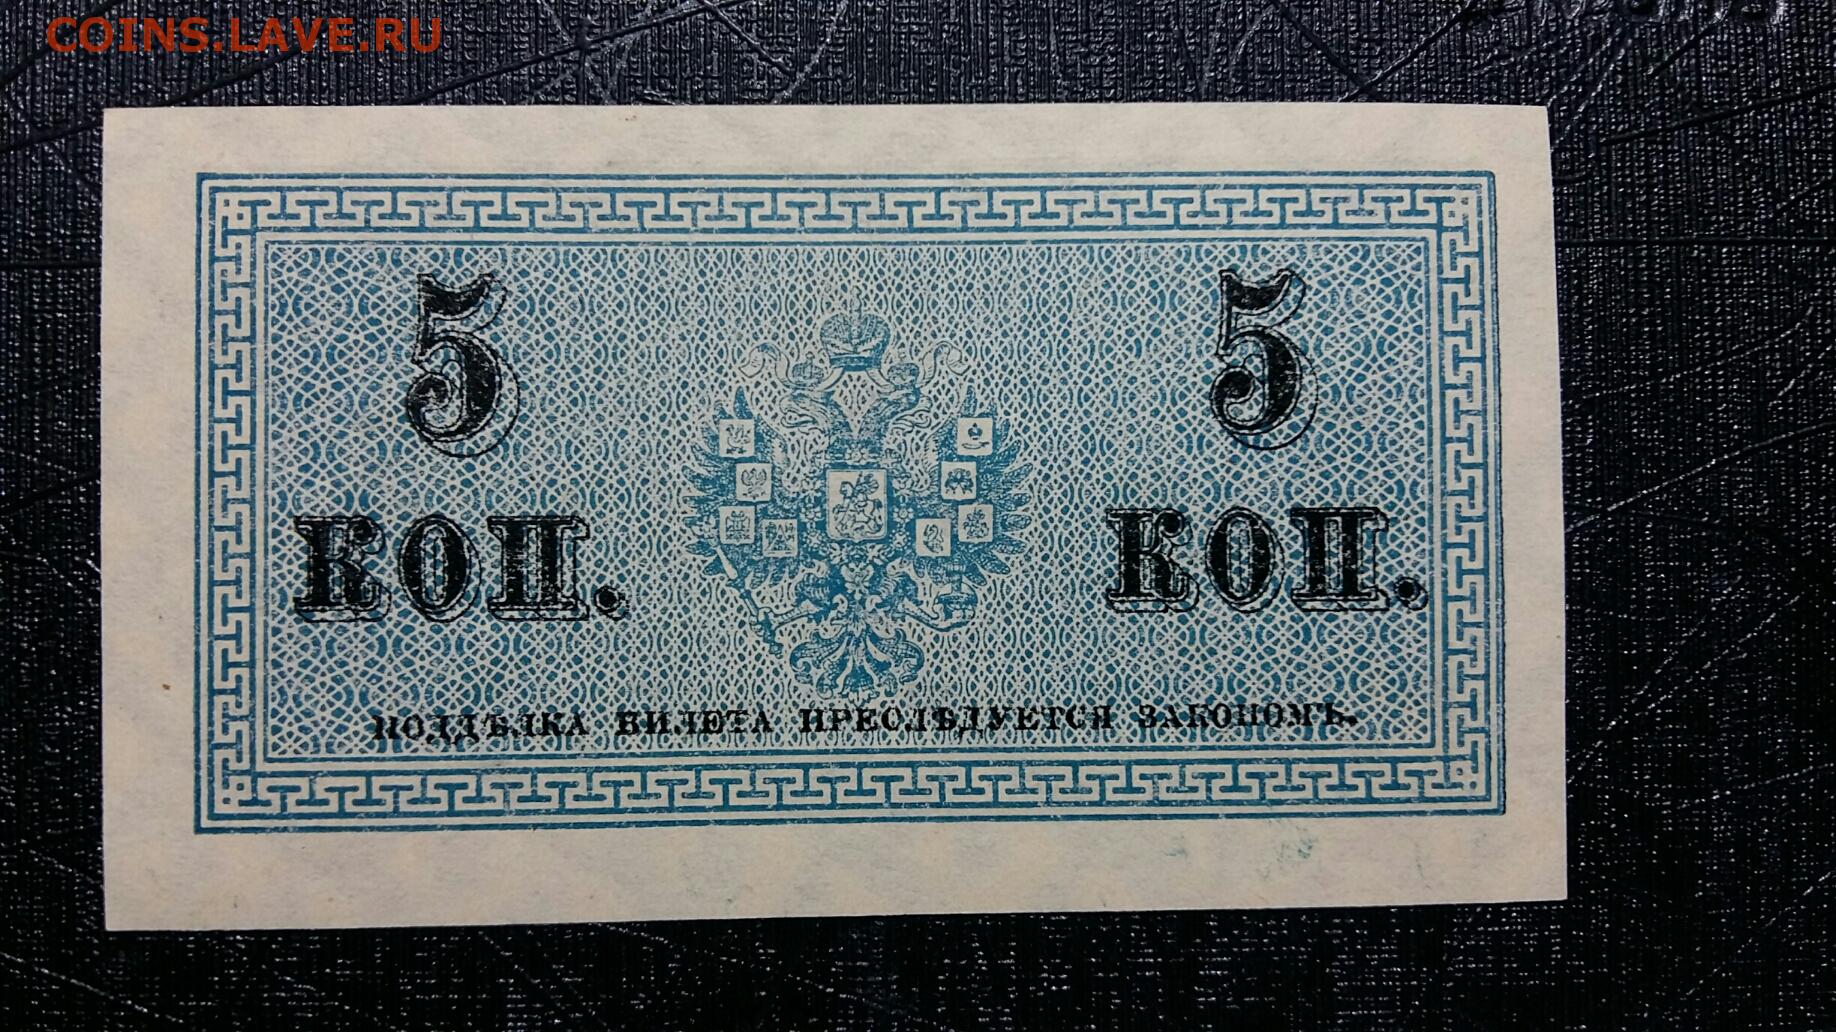 COINS.LAVE.RU
5 5
КОП. КОП.
ПОДДѢЛКА БИЛЕТА ПРЕСЛѢДУЕТСЯ ЗАКОНОМЪ.